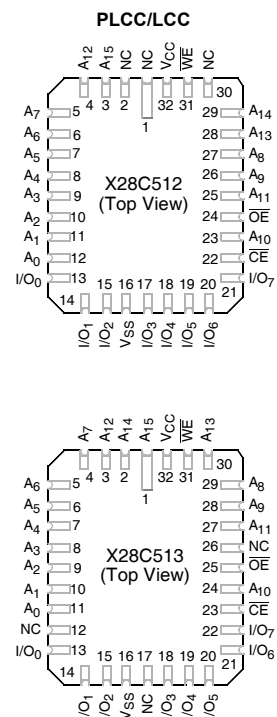 PLCC/LCC
A12 A15 NC NC VCC WE NC
4 3 2 32 31 30
1
A7 5 29 A14
A6 6 28 A13
A5 7 27 A8
A4 8 26 A9
A3 9 X28C512 25 A11
A2 10 (Top View) 24 OE
A1 11 23 A10
A0 12 22 CE
I/O0 13 21 I/O7
14 15 16 17 18 19 20
I/O1 I/O2 VSS I/O3 I/O4 I/O5 I/O6
A7 A12 A14 A15 VCC WE A13
4 3 2 32 31 30
1
A6 5 29 A8
A5 6 28 A9
A4 7 27 A11
A3 8 26 NC
A2 9 X28C513 25 OE
A1 10 (Top View) 24 A10
A0 11 23 CE
NC 12 22 I/O7
I/O0 13 21 I/O6
14 15 16 17 18 19 20
I/O1 I/O2 VSS NC I/O3 I/O4 I/O5